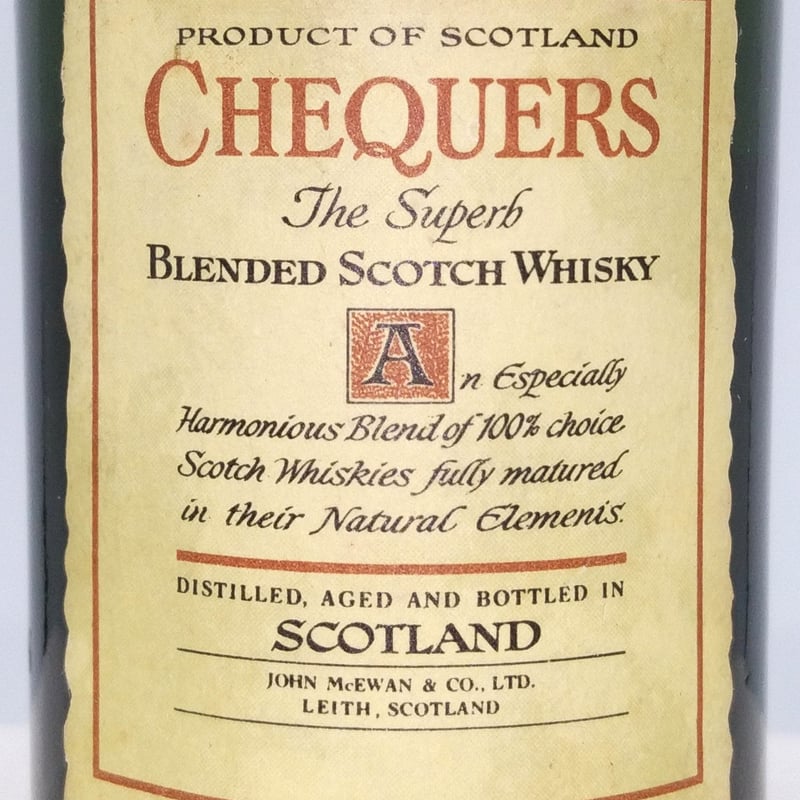 PRODUCT OF SCOTLAND
CHEQUERS
The Superb
BLENDED SCOTCH WHISKY
An Especially
Harmonious Blend of 100% choice
Scotch Whiskies fully matured
in their Natural Elements.
DISTILLED, AGED AND BOTTLED IN
SCOTLAND
JOHN McEWAN & CO., LTD.
LEITH, SCOTLAND